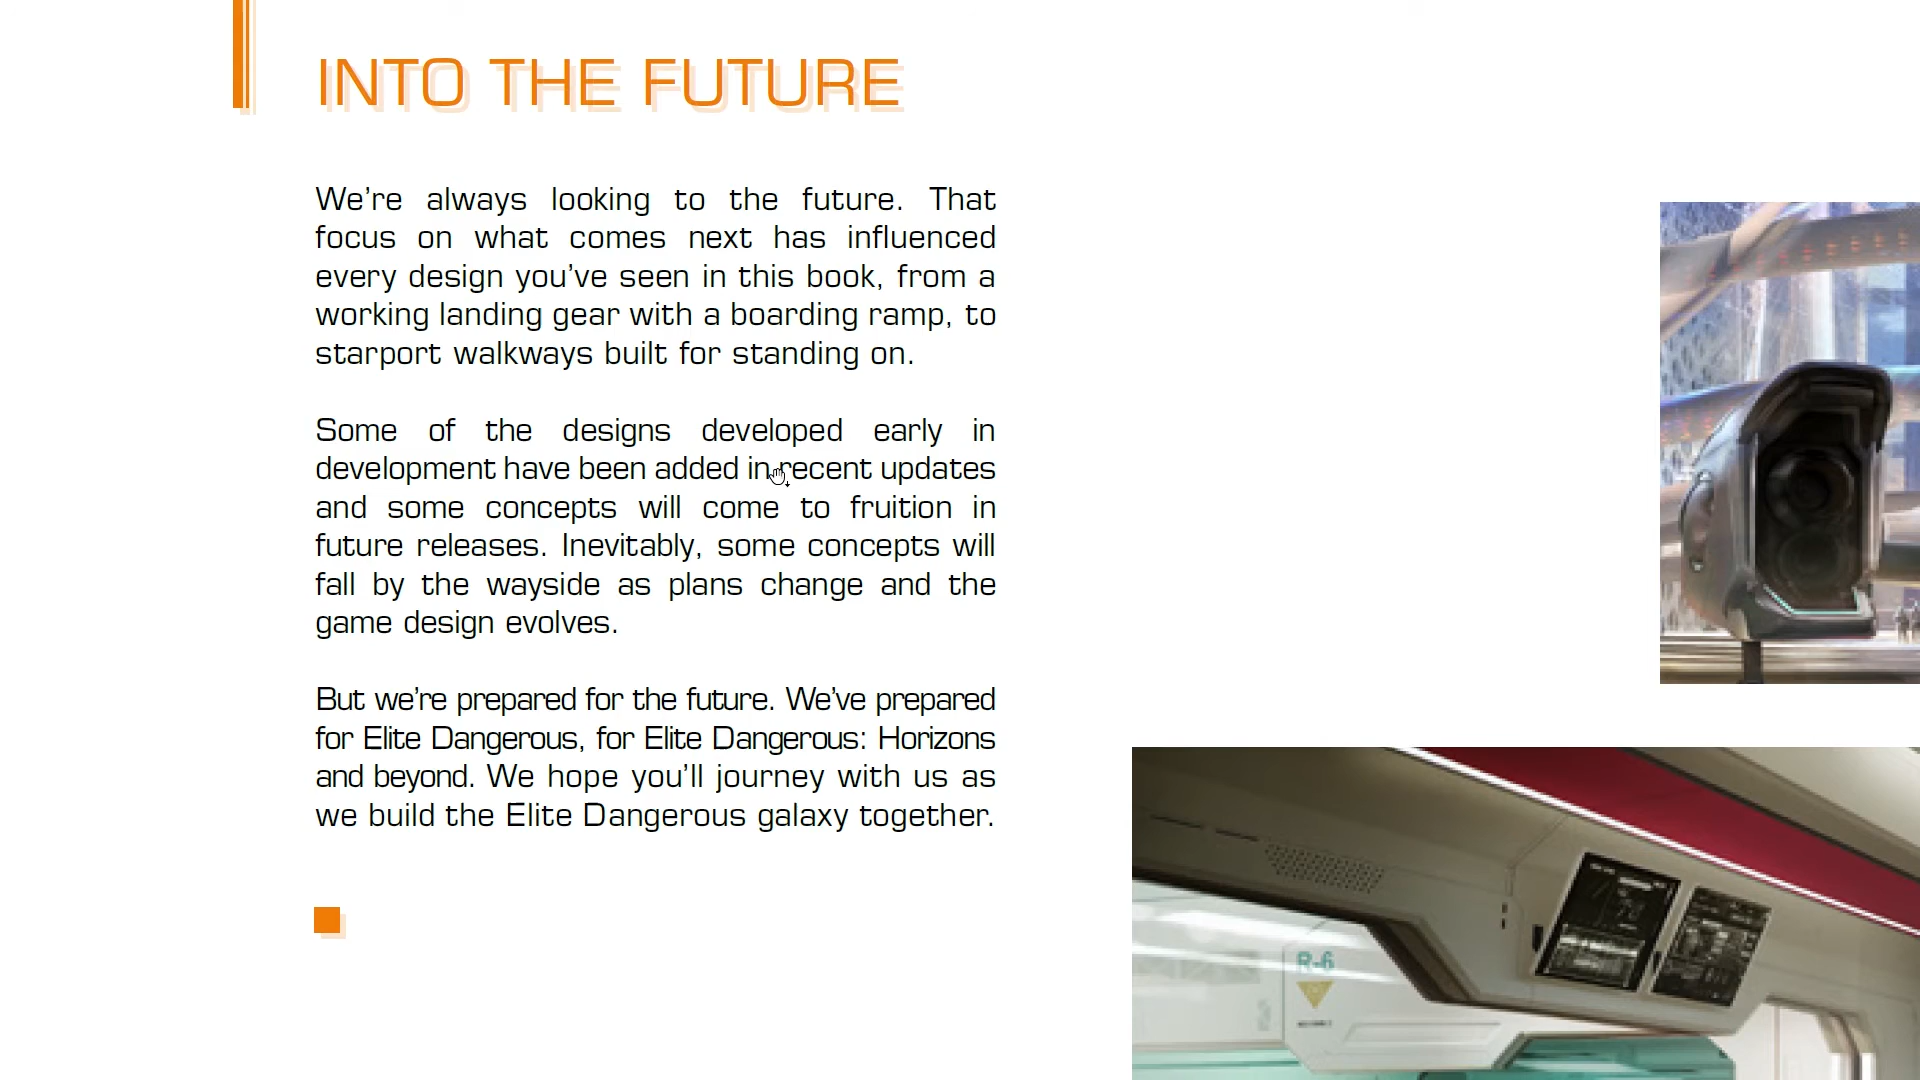 INTO THE FUTURE
We’re always looking to the future. That
focus on what comes next has influenced
every design you’ve seen in this book, from a
working landing gear with a boarding ramp, to
starport walkways built for standing on.
Some of the designs developed early in
development have been added in recent updates
and some concepts will come to fruition in
future releases. Inevitably, some concepts will
fall by the wayside as plans change and the
game design evolves.
But we’re prepared for the future. We’ve prepared
for Elite Dangerous, for Elite Dangerous: Horizons
and beyond. We hope you’ll journey with us as
we build the Elite Dangerous galaxy together.
R-6